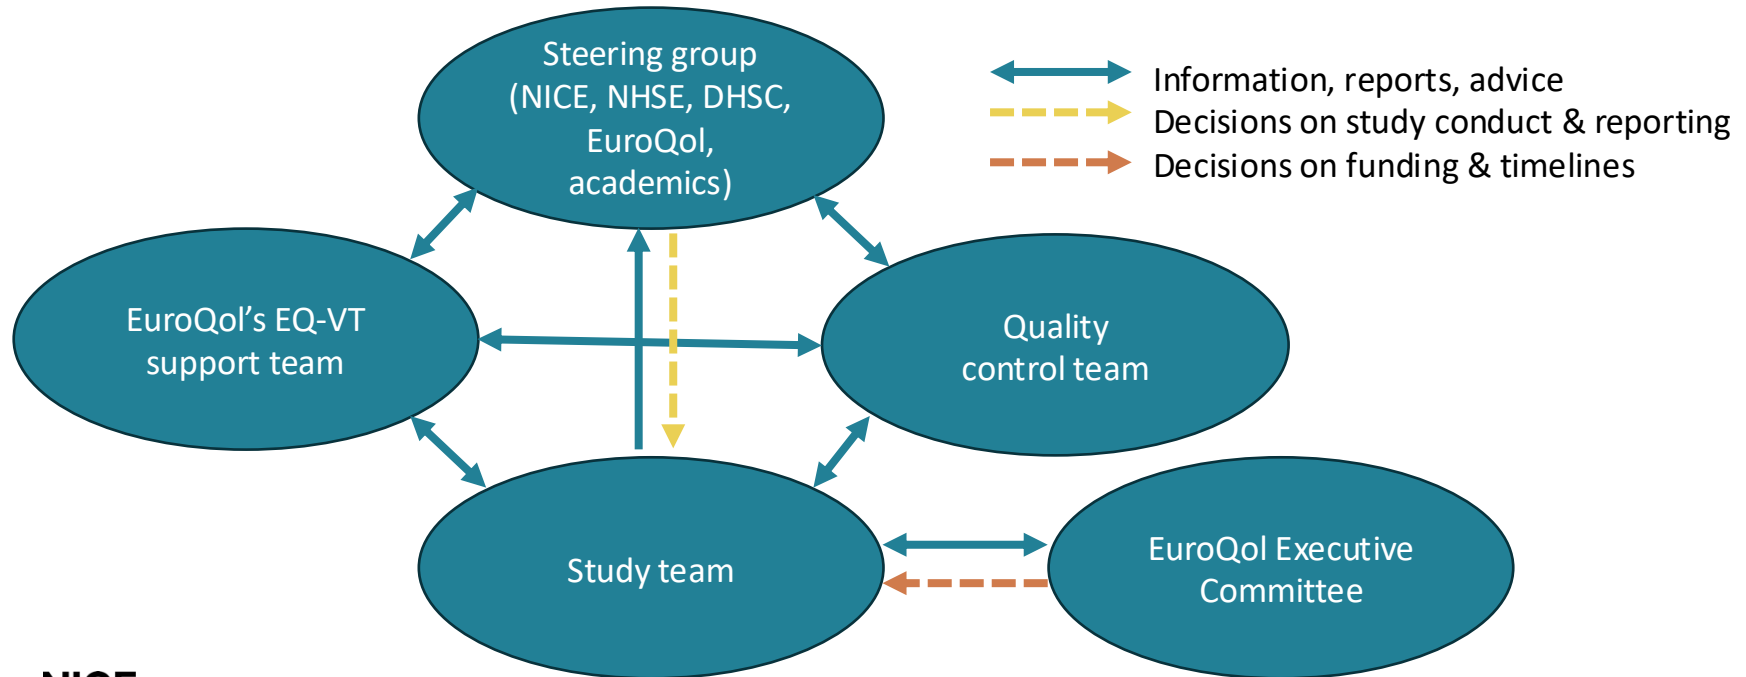 Steering group
(NICE, NHSE, DHSC,
EuroQol,
academics)
Information, reports, advice
Decisions on study conduct & reporting
Decisions on funding & timelines
EuroQol's EQ-VT
support team
Quality
control team
Study team
EuroQol Executive
Committee
NICE